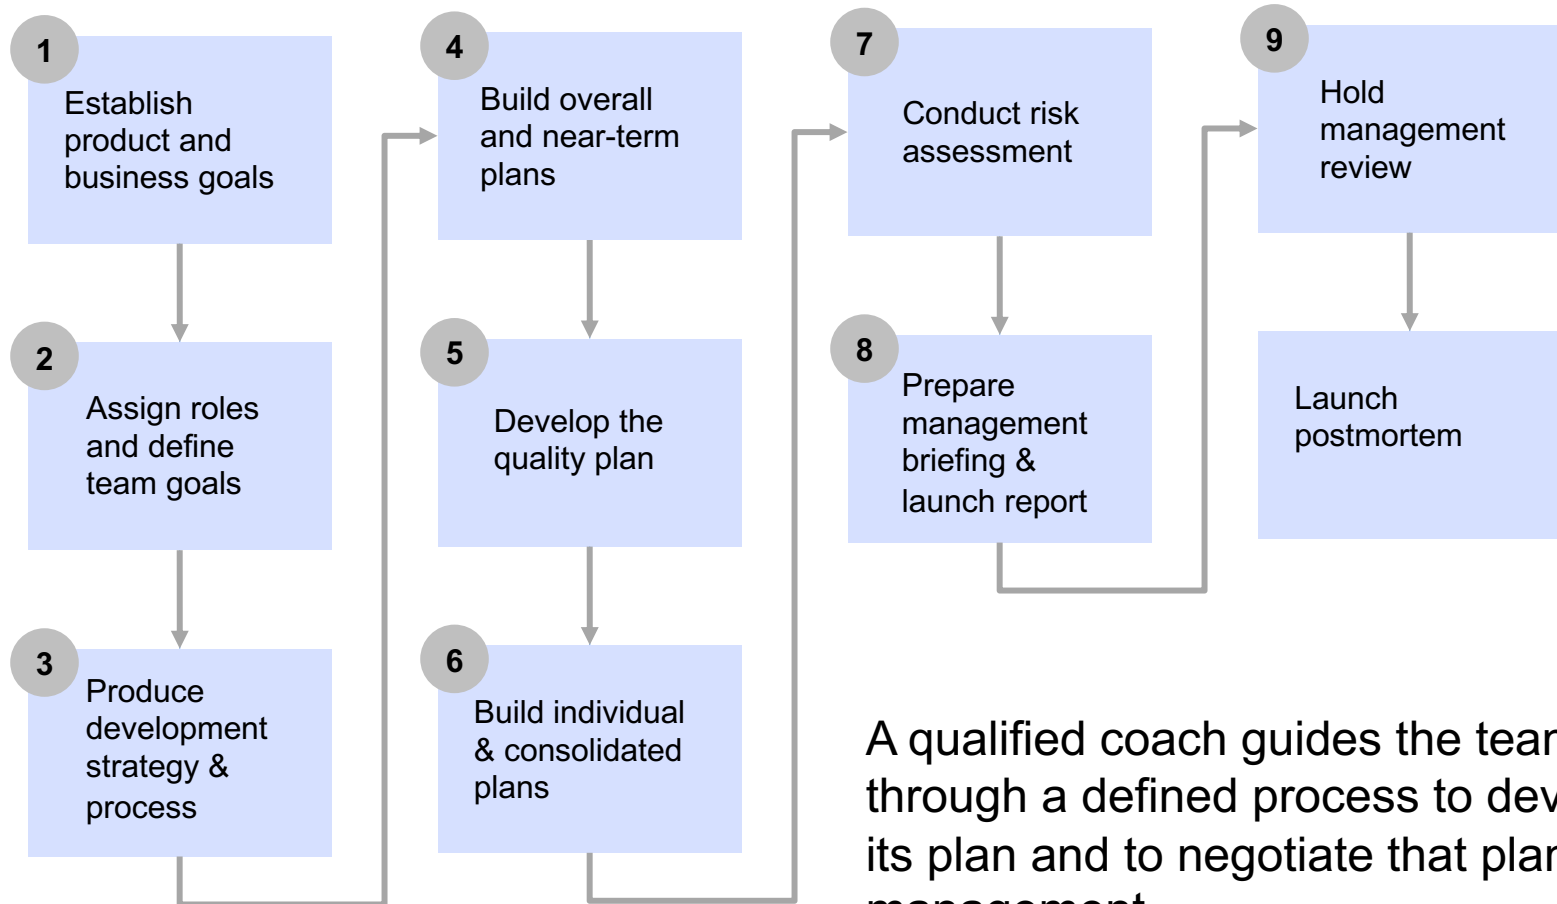 1
Establish
product and
business goals
2
Assign roles
and define
team goals
3
Produce
development
strategy &
process
4
Build overall
and near-term
plans
5
Develop the
quality plan
6
Build individual
& consolidated
plans
7
Conduct risk
assessment
8
Prepare
management
briefing &
launch report
9
Hold
management
review
Launch
postmortem
A qualified coach guides the
through a defined process to
its plan and to negotiate that